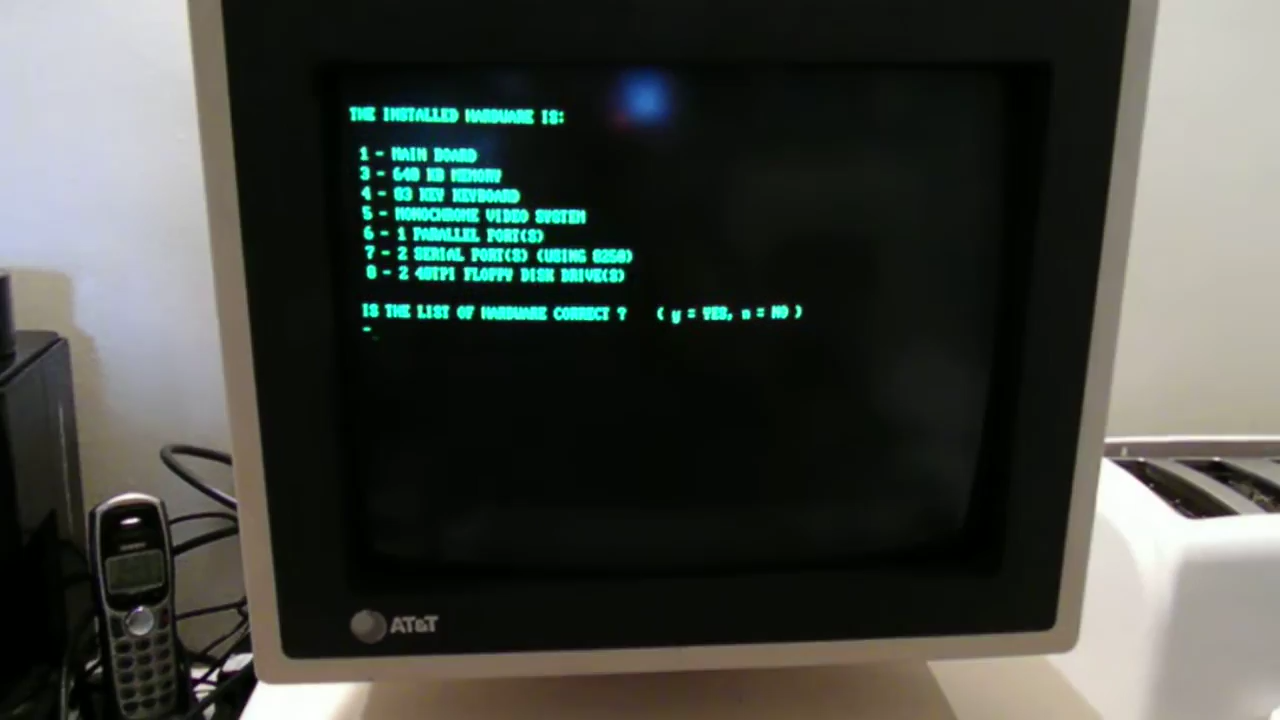 THE INSTALLED HARDWARE IS:
1 - MAIN BOARD
3 - 640 KB MEMORY
4 - 83 KEY KEYBOARD
5 - MONOCHROME VIDEO SYSTEM
6 - 1 PARALLEL PORT(S)
7 - 2 SERIAL PORT(S) (USING 8250)
8 - 2 48TPI FLOPPY DISK DRIVE(S)
IS THE LIST OF HARDWARE CORRECT ? ( y = YES, n = NO )
AT&T